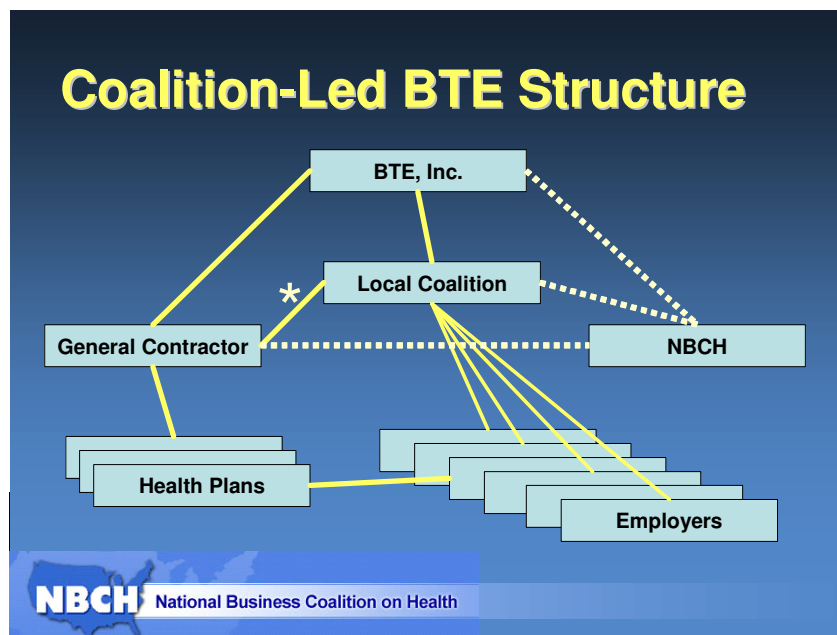 Coalition-Led BTE Structure
BTE, Inc.
Local Coalition
*
General Contractor
NBCH
Health Plans
Employers
NBCH National Business Coalition on Health